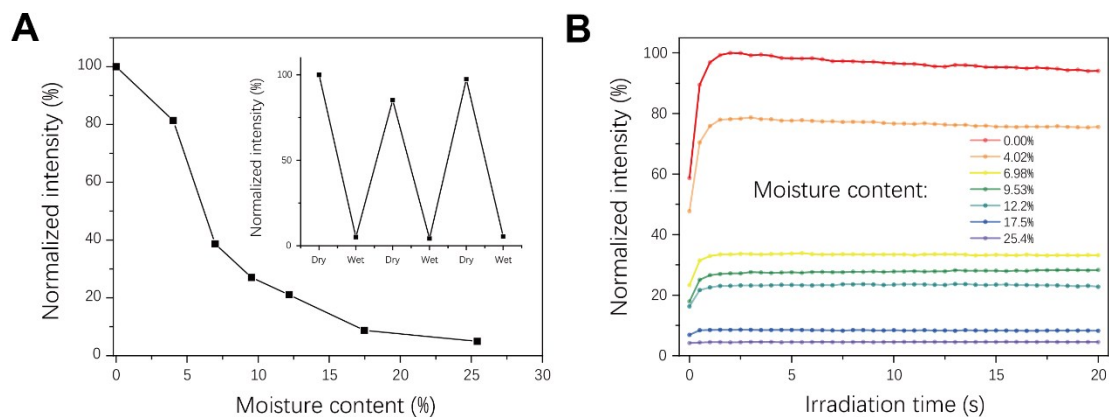 A
Normalized intensity (%)
100
80
60
40
20
0
0
5
10
15
20
25
30
Moisture content (%)
Normalized intensity (%)
100
50
0
Dry
Wet
Dry
Wet
Dry
Wet
B
Normalized intensity (%)
100
80
60
40
20
0
0
5
10
15
20
Irradiation time (s)
Moisture content:
0.00%
4.02%
6.98%
9.53%
12.2%
17.5%
25.4%